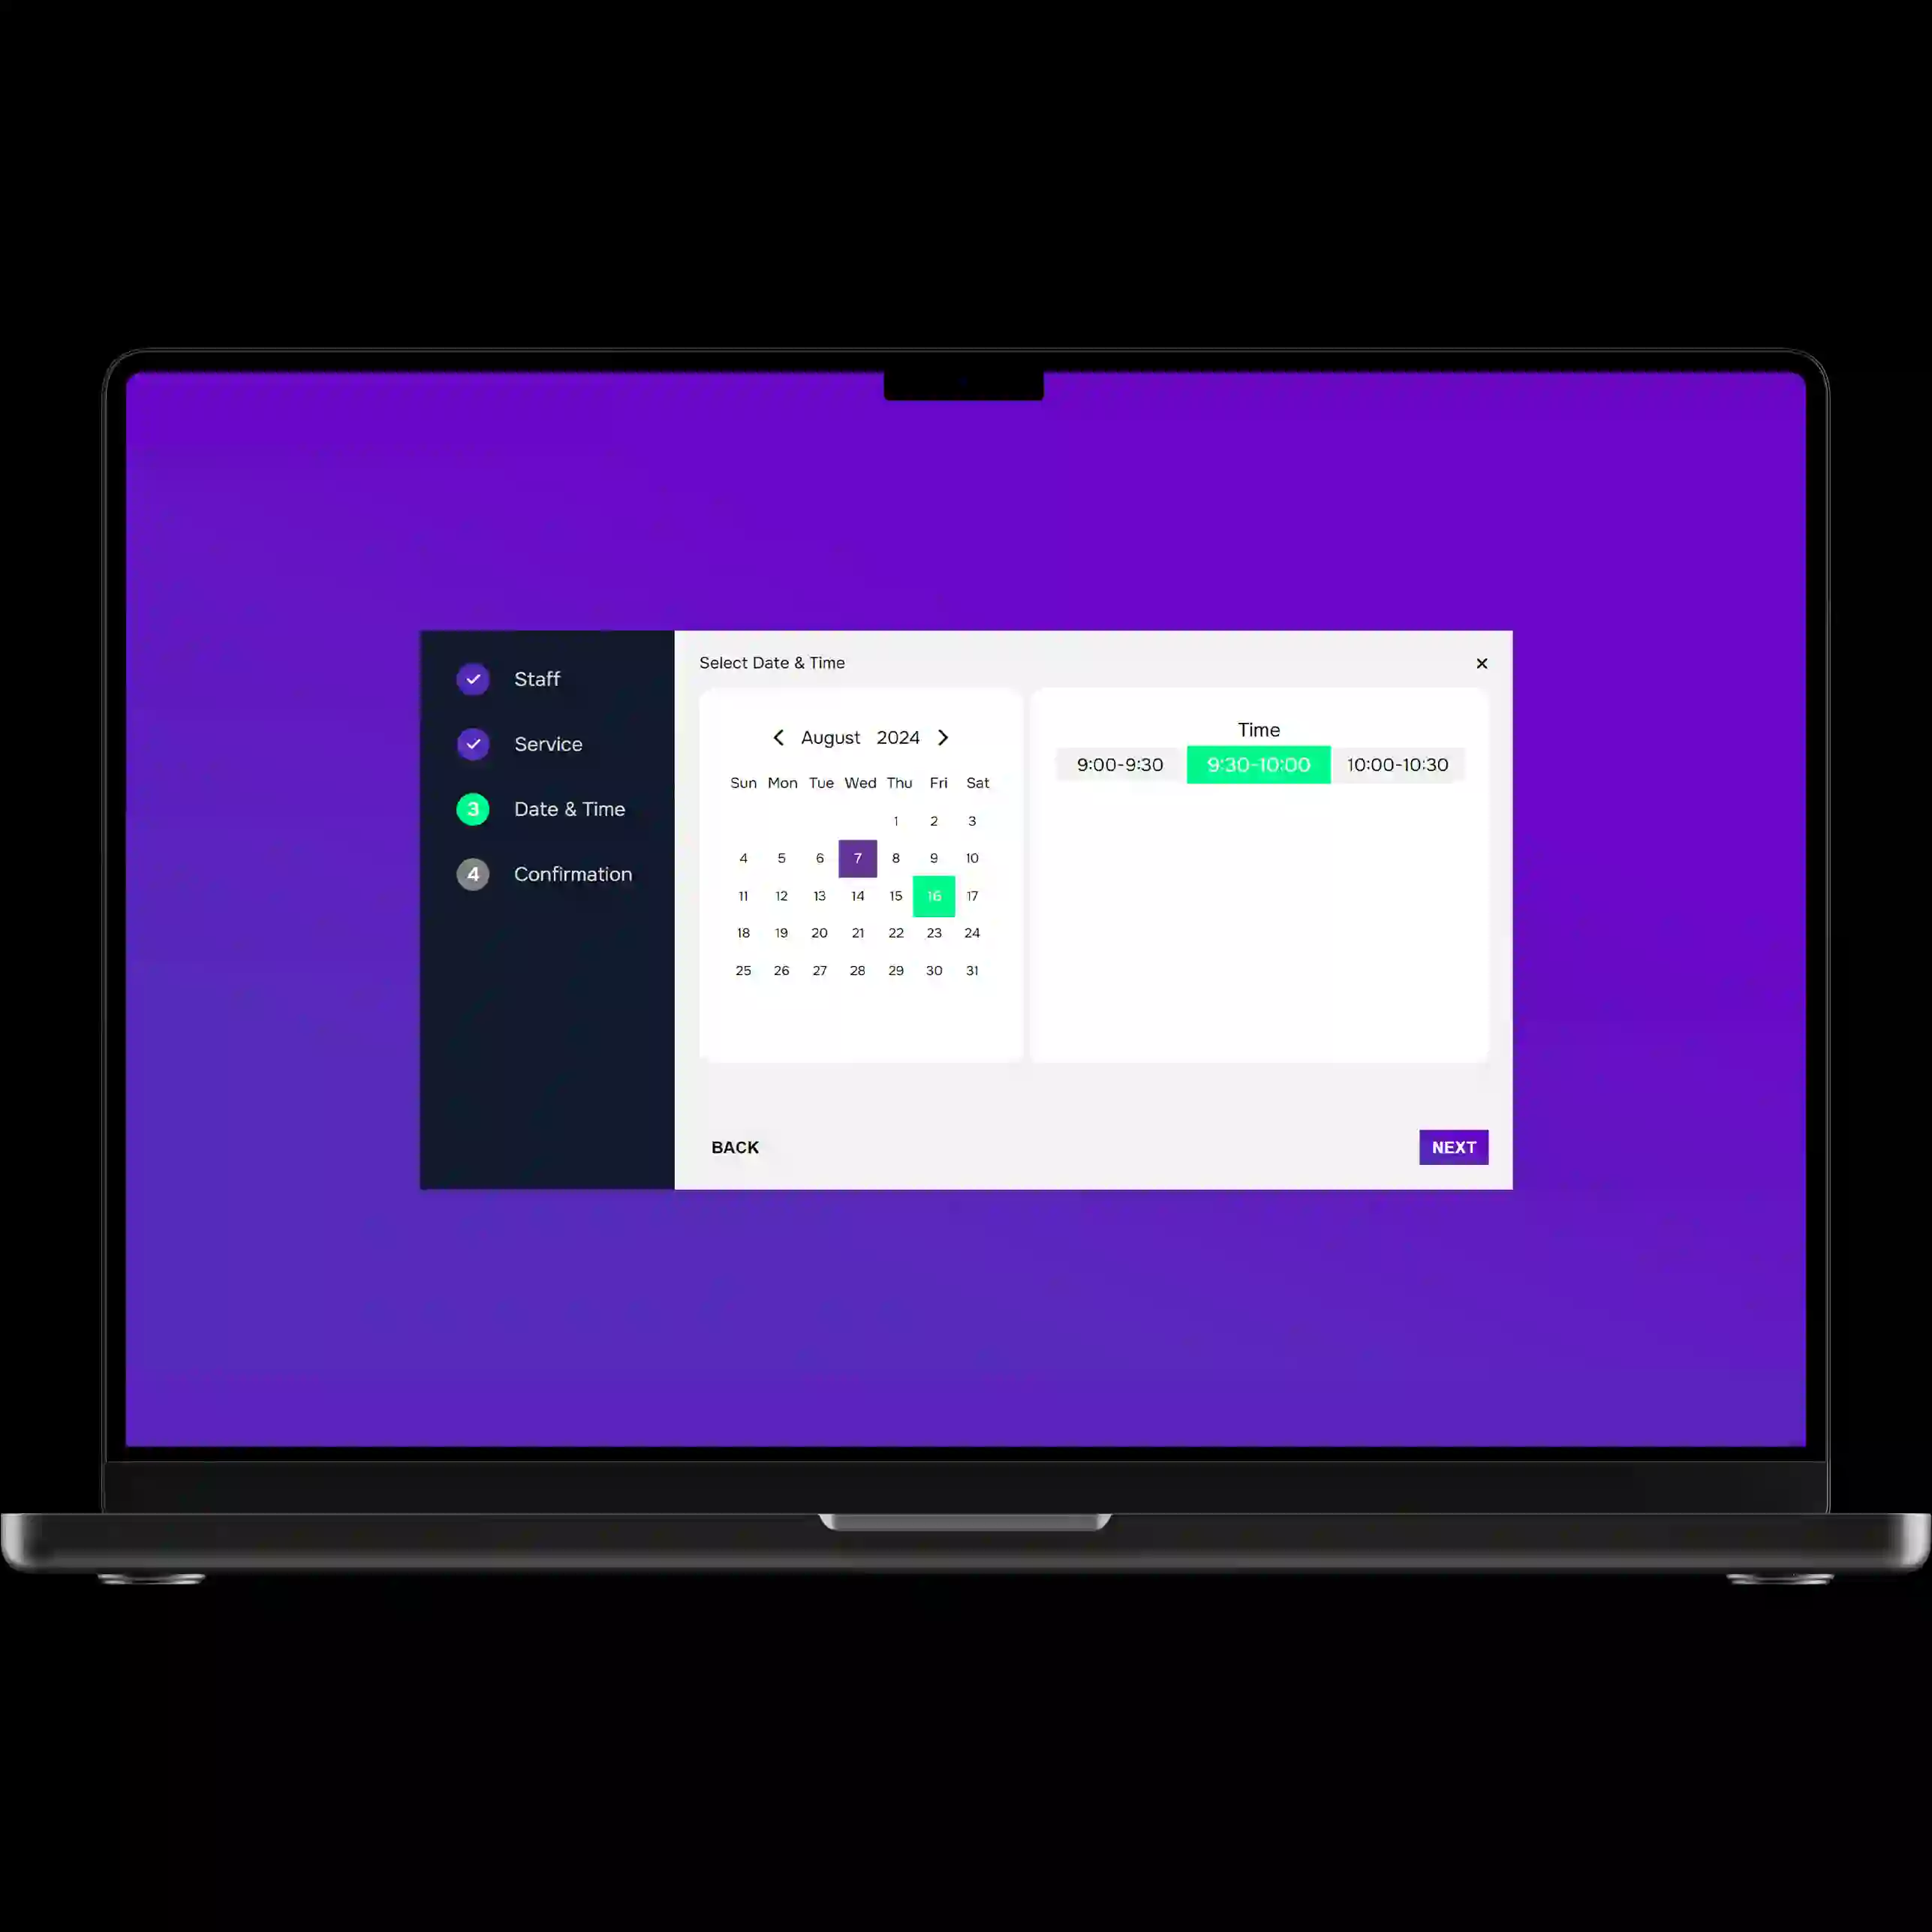 Staff
Service
3 Date & Time
4 Confirmation
Select Date & Time
August 2024
Sun Mon Tue Wed Thu Fri Sat
1 2 3
4 5 6 7 8 9 10
11 12 13 14 15 16 17
18 19 20 21 22 23 24
25 26 27 28 29 30 31
Time
9:00-9:30 9:30-10:00 10:00-10:30
BACK
NEXT